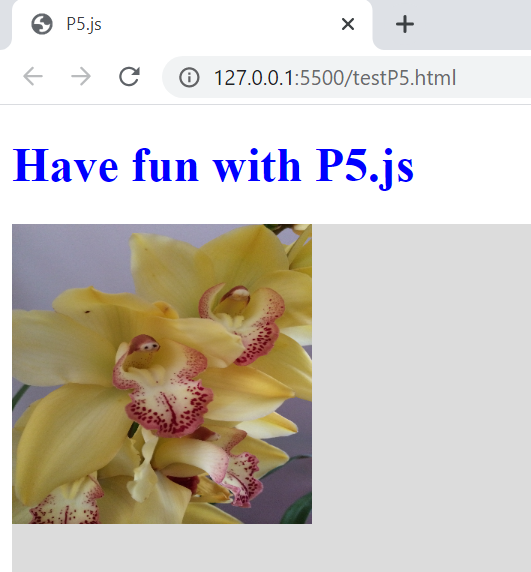 P5.js
127.0.0.1:5500/testP5.html
Have fun with P5.js